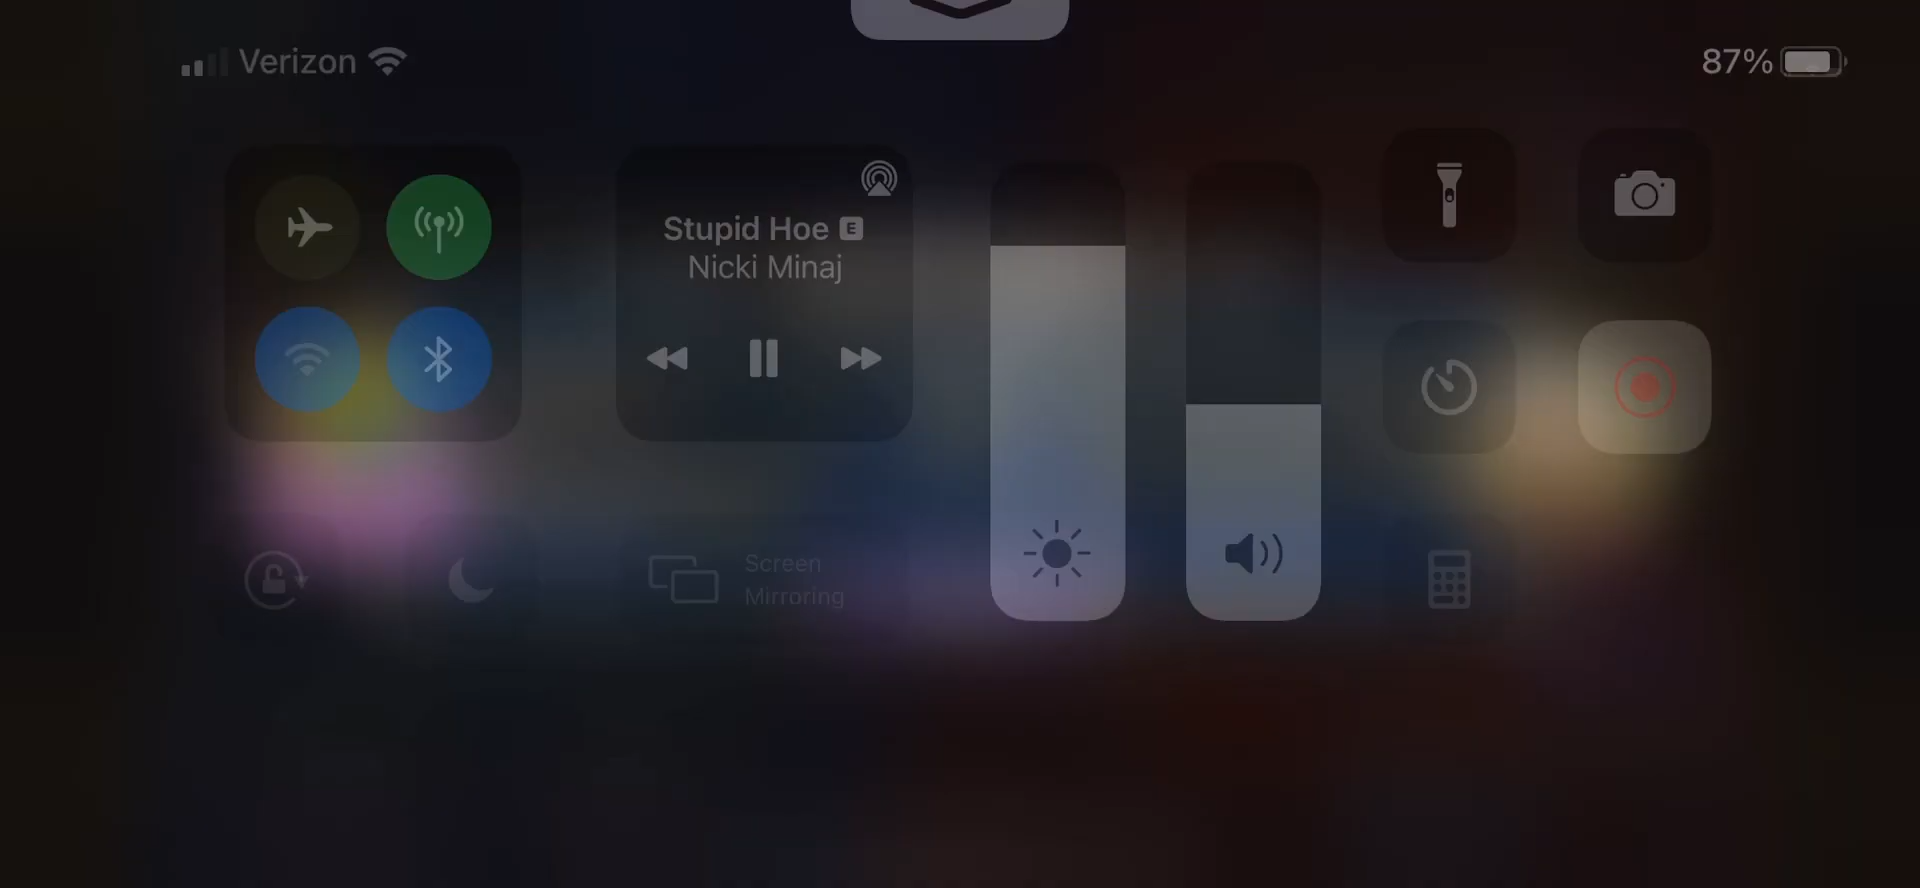 Verizon
87%
Stupid Hoe E
Nicki Minaj
Screen
Mirroring